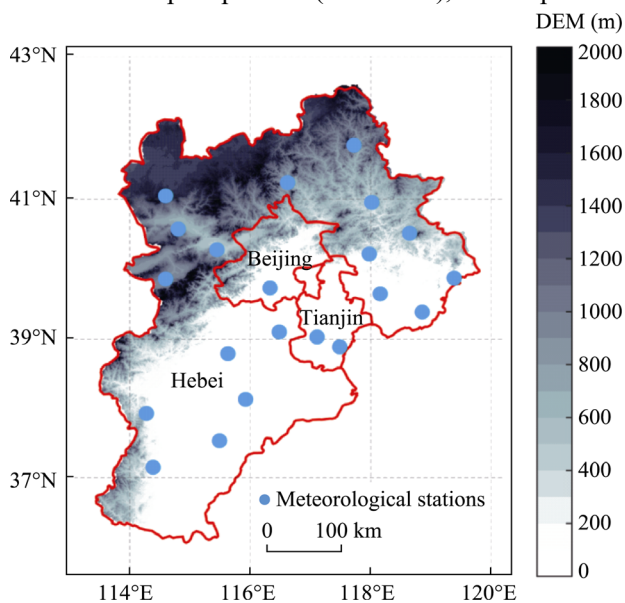 DEM (m)
43°N
41°N
39°N
37°N
114°E
116°E
118°E
120°E
Beijing
Tianjin
Hebei
Meteorological stations
0 100 km
2000
1800
1600
1400
1200
1000
800
600
400
200
0